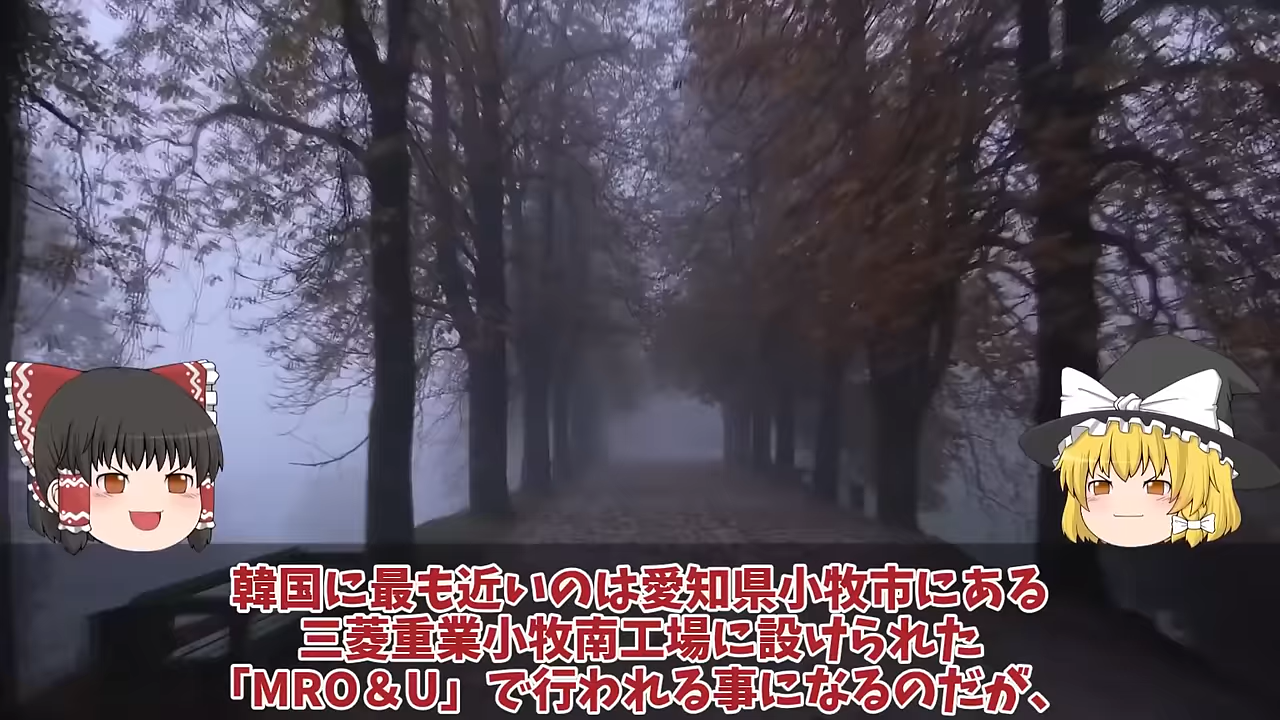 韓国に最も近いのは愛知県小牧市にある
三菱重業小牧南工場に設けられた
「MRO＆U」で行われる事になるのだが、